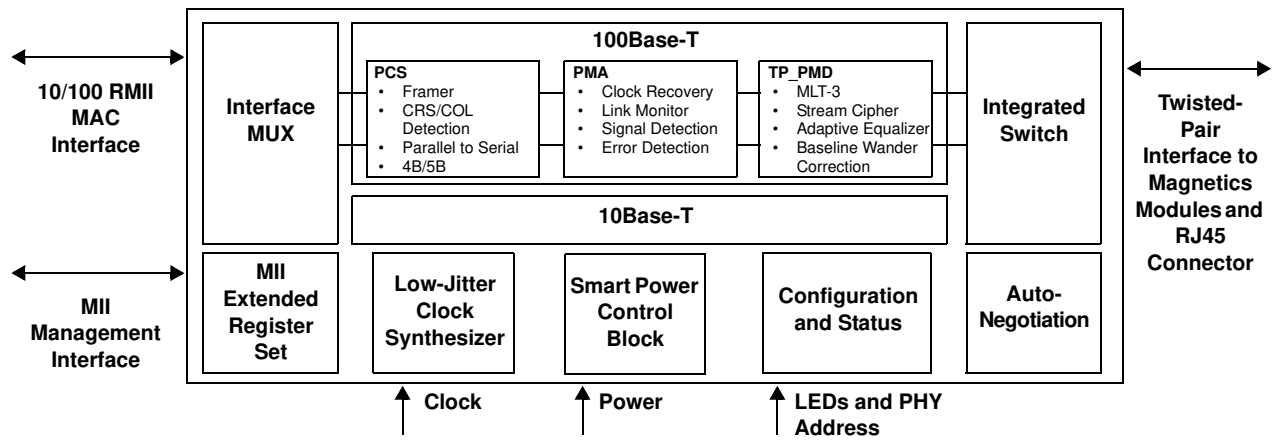 10/100 RMII
MAC
Interface
MII
Management
Interface
Interface
MUX
100Base-T
PCS
• Framer
• CRS/COL
Detection
• Parallel to Serial
• 4B/5B
PMA
• Clock Recovery
• Link Monitor
• Signal Detection
• Error Detection
TP_PMD
• MLT-3
• Stream Cipher
• Adaptive Equalizer
• Baseline Wander
Correction
Integrated
Switch
10Base-T
MII
Extended
Register
Set
Low-Jitter
Clock
Synthesizer
Smart Power
Control
Block
Configuration
and Status
Auto-
Negotiation
Twisted-
Pair
Interface to
Magnetics
Modules and
RJ45
Connector
Clock
Power
LEDs and PHY
Address